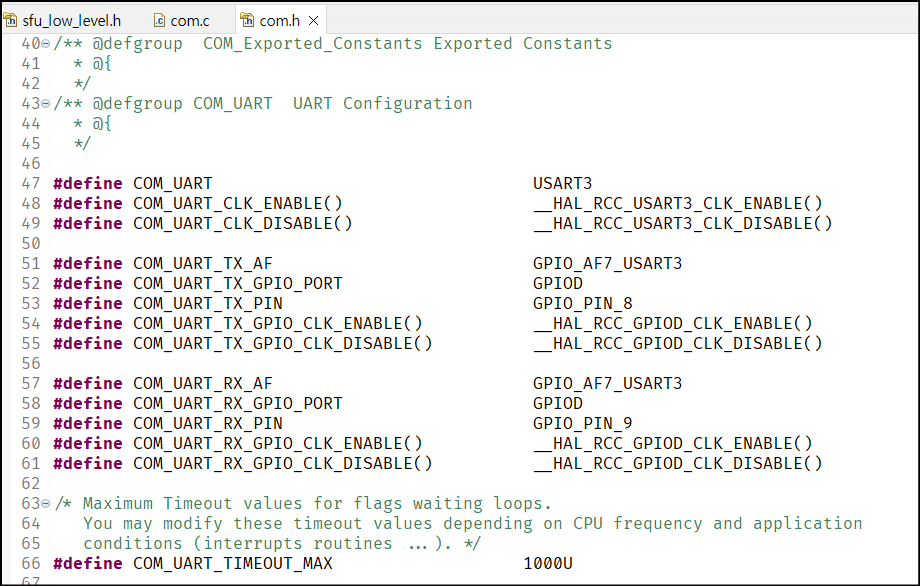 sfu_low_level.h com.c com.h
40 /** @defgroup  COM_Exported_Constants Exported Constants
41   * @{
42   */
43 /** @defgroup COM_UART  UART Configuration
44   * @{
45   */
46
47 #define COM_UART                                USART3
48 #define COM_UART_CLK_ENABLE()                   __HAL_RCC_USART3_CLK_ENABLE()
49 #define COM_UART_CLK_DISABLE()                  __HAL_RCC_USART3_CLK_DISABLE()
50
51 #define COM_UART_TX_AF                          GPIO_AF7_USART3
52 #define COM_UART_TX_GPIO_PORT                   GPIOD
53 #define COM_UART_TX_PIN                         GPIO_PIN_8
54 #define COM_UART_TX_GPIO_CLK_ENABLE()           __HAL_RCC_GPIOD_CLK_ENABLE()
55 #define COM_UART_TX_GPIO_CLK_DISABLE()          __HAL_RCC_GPIOD_CLK_DISABLE()
56
57 #define COM_UART_RX_AF                          GPIO_AF7_USART3
58 #define COM_UART_RX_GPIO_PORT                   GPIOD
59 #define COM_UART_RX_PIN                         GPIO_PIN_9
60 #define COM_UART_RX_GPIO_CLK_ENABLE()           __HAL_RCC_GPIOD_CLK_ENABLE()
61 #define COM_UART_RX_GPIO_CLK_DISABLE()          __HAL_RCC_GPIOD_CLK_DISABLE()
62
63 /* Maximum Timeout values for flags waiting loops.
64    You may modify these timeout values depending on CPU frequency and application
65    conditions (interrupts routines ...). */
66 #define COM_UART_TIMEOUT_MAX                   1000U
67